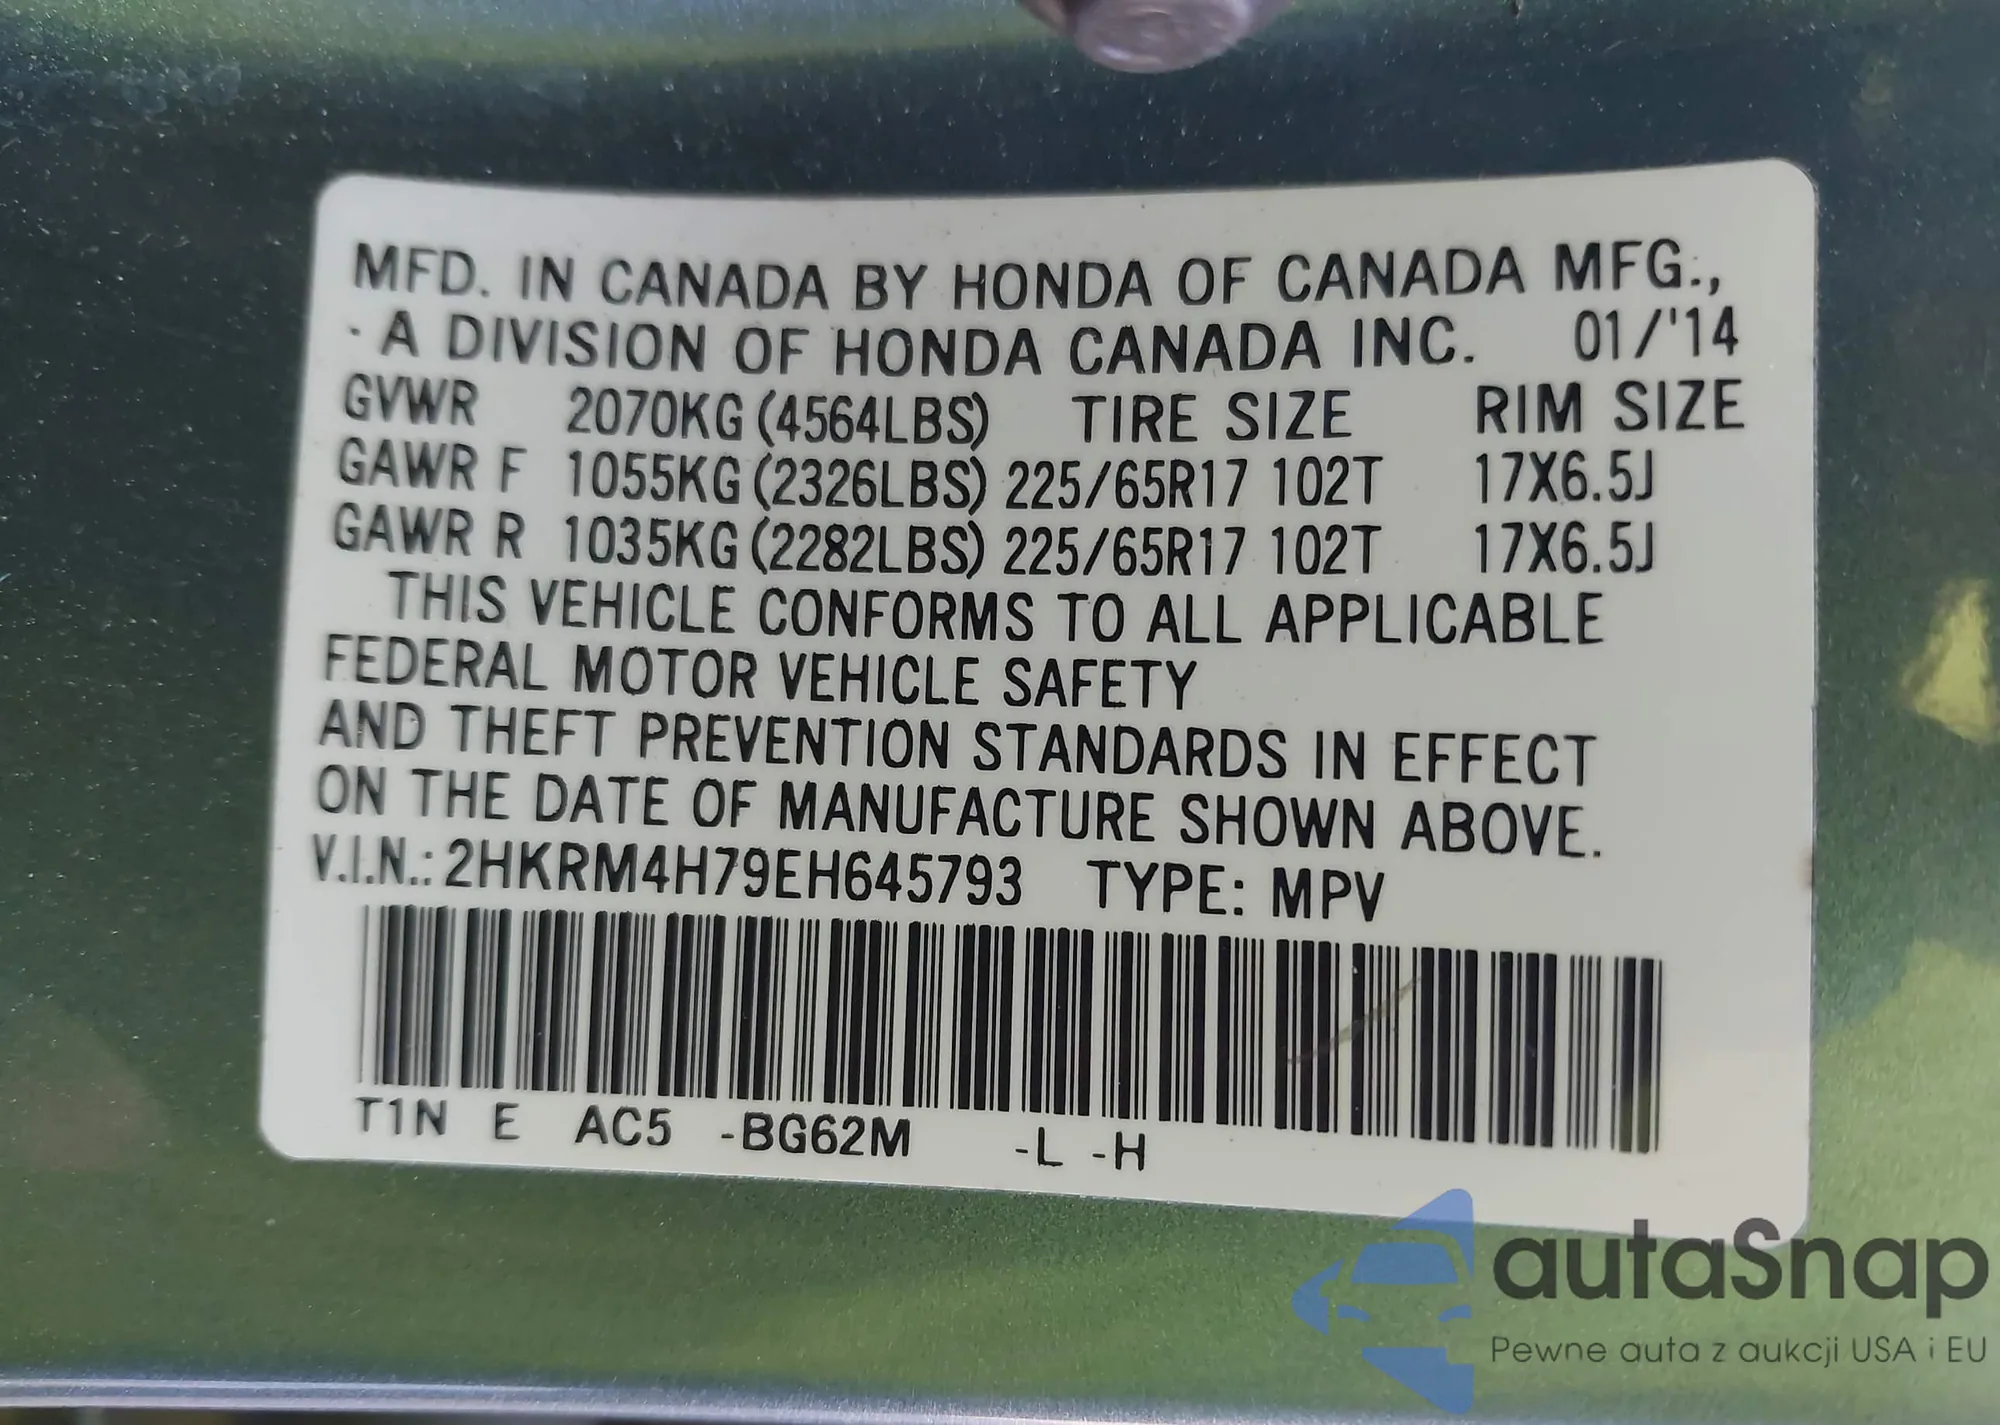 MFD. IN CANADA BY HONDA OF CANADA MFG.,
A DIVISION OF HONDA CANADA INC. 01/'14
GVWR 2070KG (4564LBS) TIRE SIZE RIM SIZE
GAWR F 1055KG (2326LBS) 225/65R17 102T 17X6.5J
GAWR R 1035KG (2282LBS) 225/65R17 102T 17X6.5J
THIS VEHICLE CONFORMS TO ALL APPLICABLE
FEDERAL MOTOR VEHICLE SAFETY
AND THEFT PREVENTION STANDARDS IN EFFECT
ON THE DATE OF MANUFACTURE SHOWN ABOVE.
V.I.N.: 2HKRM4H79EH645793 TYPE: MPV
T1N E AC5 -BG62M -L -H
autaSnap
Pewne auta z aukcji USA i EU